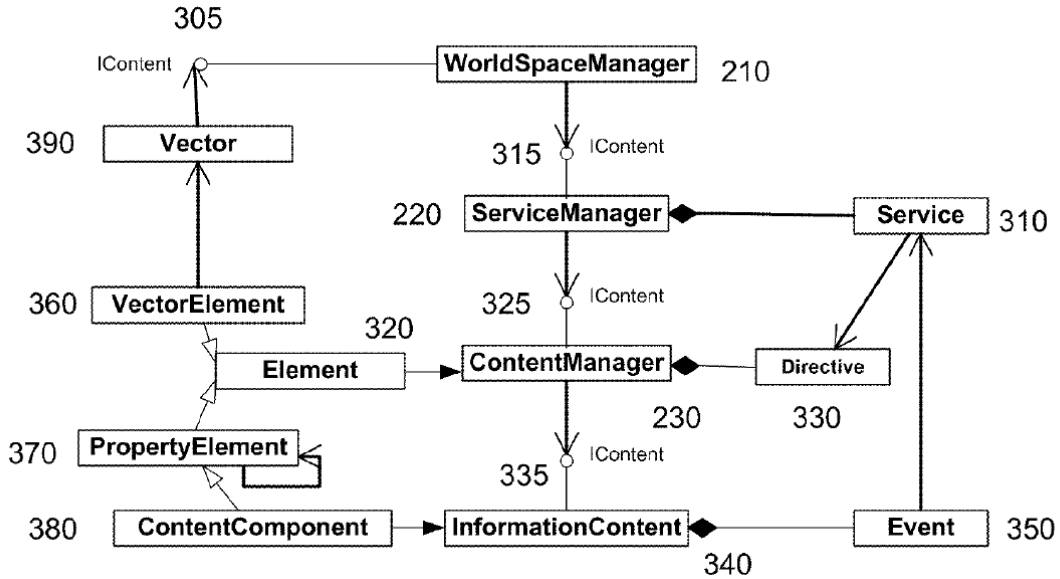 305
IContent
WorldSpaceManager
210
390
Vector
315
IContent
220
ServiceManager
Service
310
360
VectorElement
325
IContent
320
Element
ContentManager
Directive
230
330
370
PropertyElement
335
IContent
380
ContentComponent
InformationContent
Event
350
340